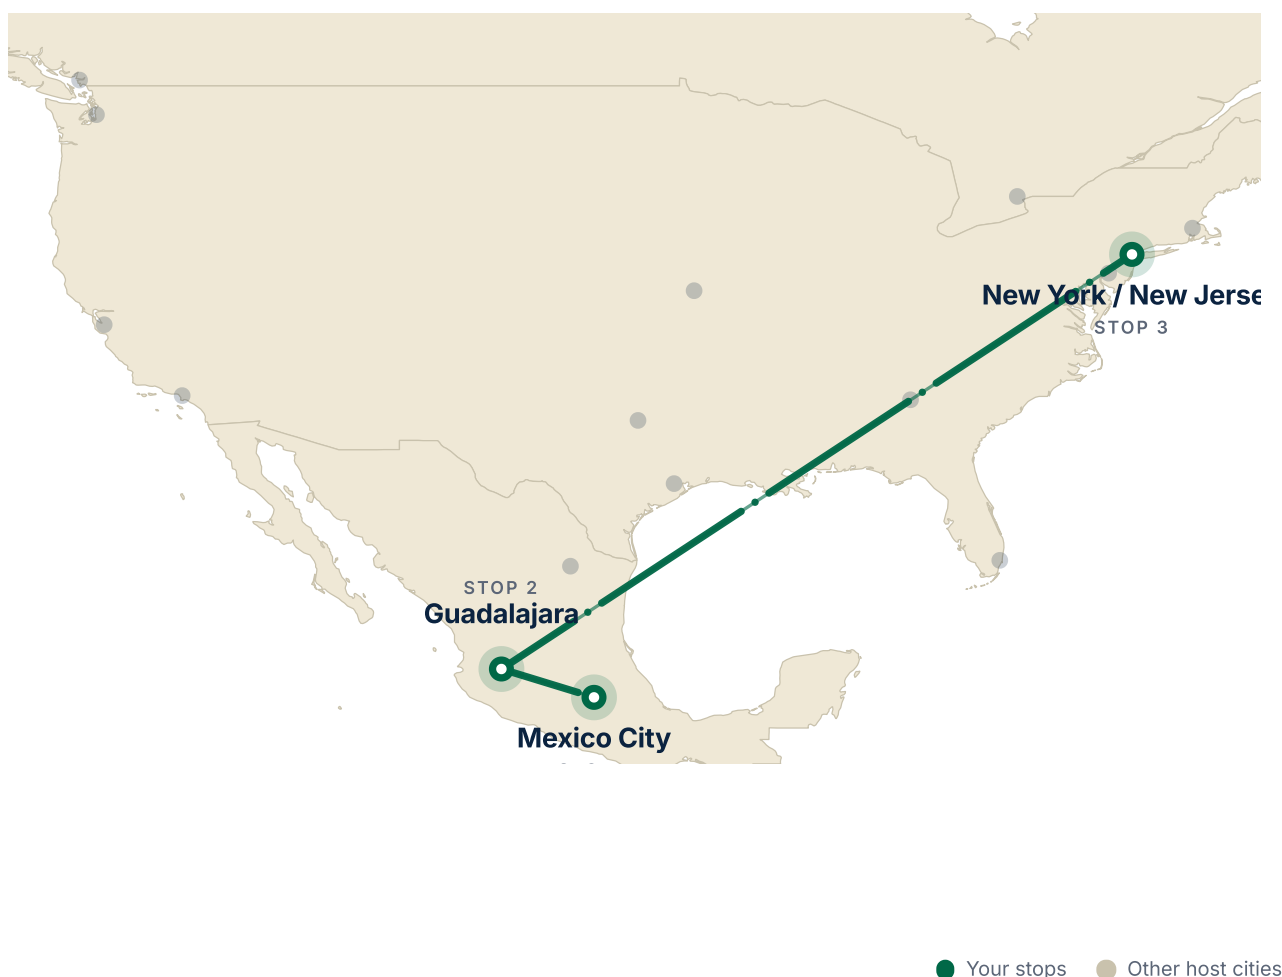 STOP 2
Guadalajara
New York / New Jerse
STOP 3
Mexico City
Your stops
Other host cities